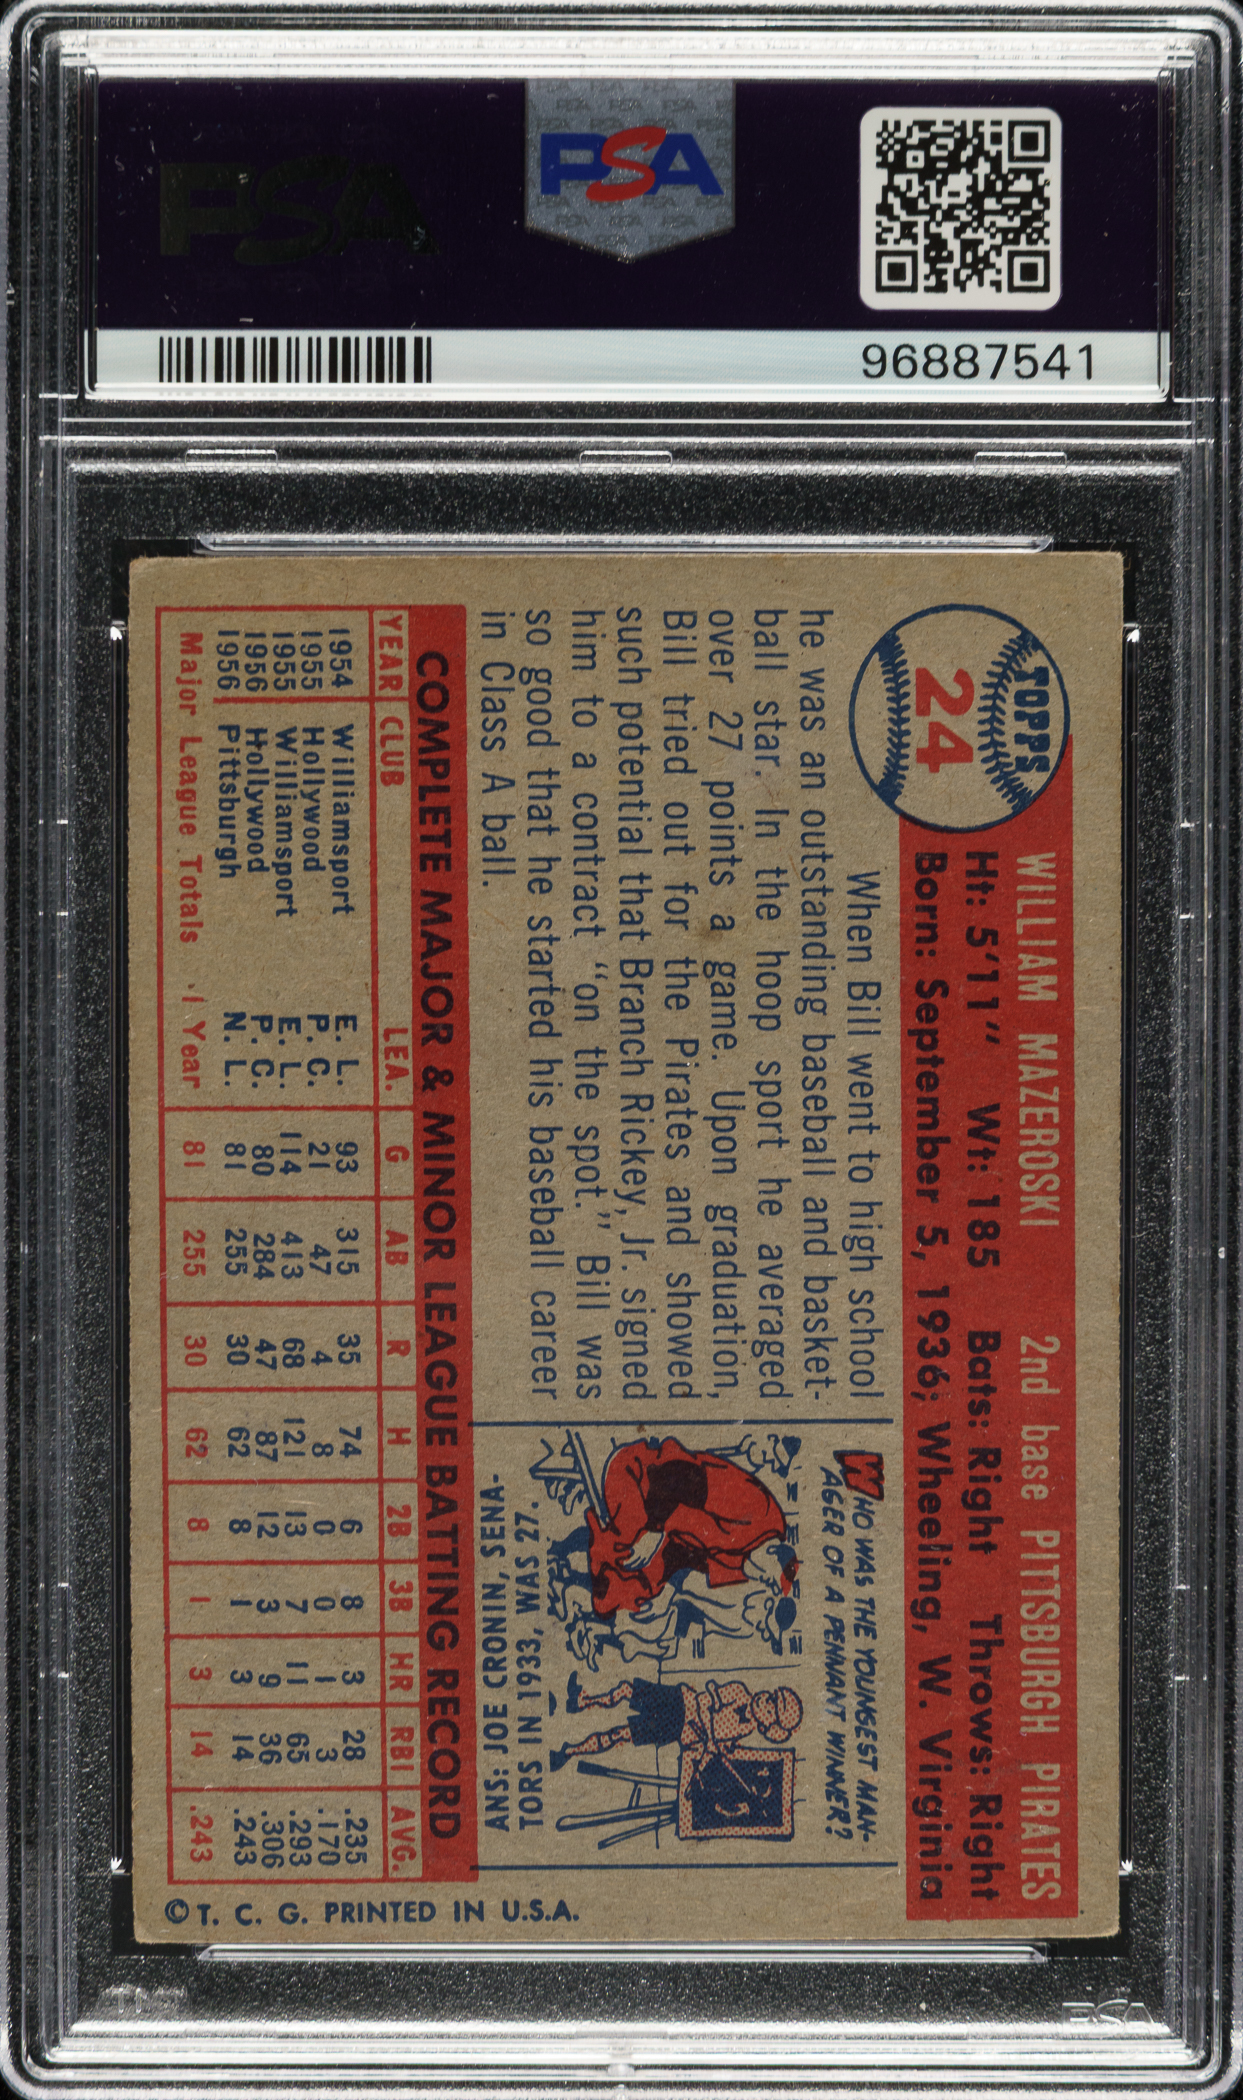 PSA
PSA
96887541
TOPPS
24
WILLIAM MAZEROSKI 2nd base PITTSBURGH PIRATES
Ht: 5'11" Wt: 185 Bats: Right Throws: Right
Born: September 5, 1936; Wheeling, W. Virginia
When Bill went to high school
he was an outstanding baseball and basket-
ball star. In the hoop sport he averaged
over 27 points a game. Upon graduation,
Bill tried out for the Pirates and showed
such potential that Branch Rickey, Jr. signed
him to a contract "on the spot." Bill was
so good that he started his baseball career
in Class A ball.
WHO WAS THE YOUNGEST MAN-
AGER OF A PENNANT WINNER?
ANS: JOE CRONIN, SENA-
TORS IN 1933, WAS 27.
COMPLETE MAJOR & MINOR LEAGUE BATTING RECORD
YEAR CLUB LEA. G AB R H 2B 3B HR RBI AVG.
1954 Williamsport E. L. 93 315 35 74 6 8 3 28 .235
1955 Hollywood P. C. 21 47 4 8 0 0 1 3 .170
1955 Williamsport E. L. 114 413 68 121 13 7 11 65 .293
1956 Hollywood P. C. 80 284 47 87 12 3 9 36 .306
1956 Pittsburgh N. L. 81 255 30 62 8 1 3 14 .243
Major League Totals 1 Year 81 255 30 62 8 1 3 14 .243
© T. C. G. PRINTED IN U.S.A.
PSA